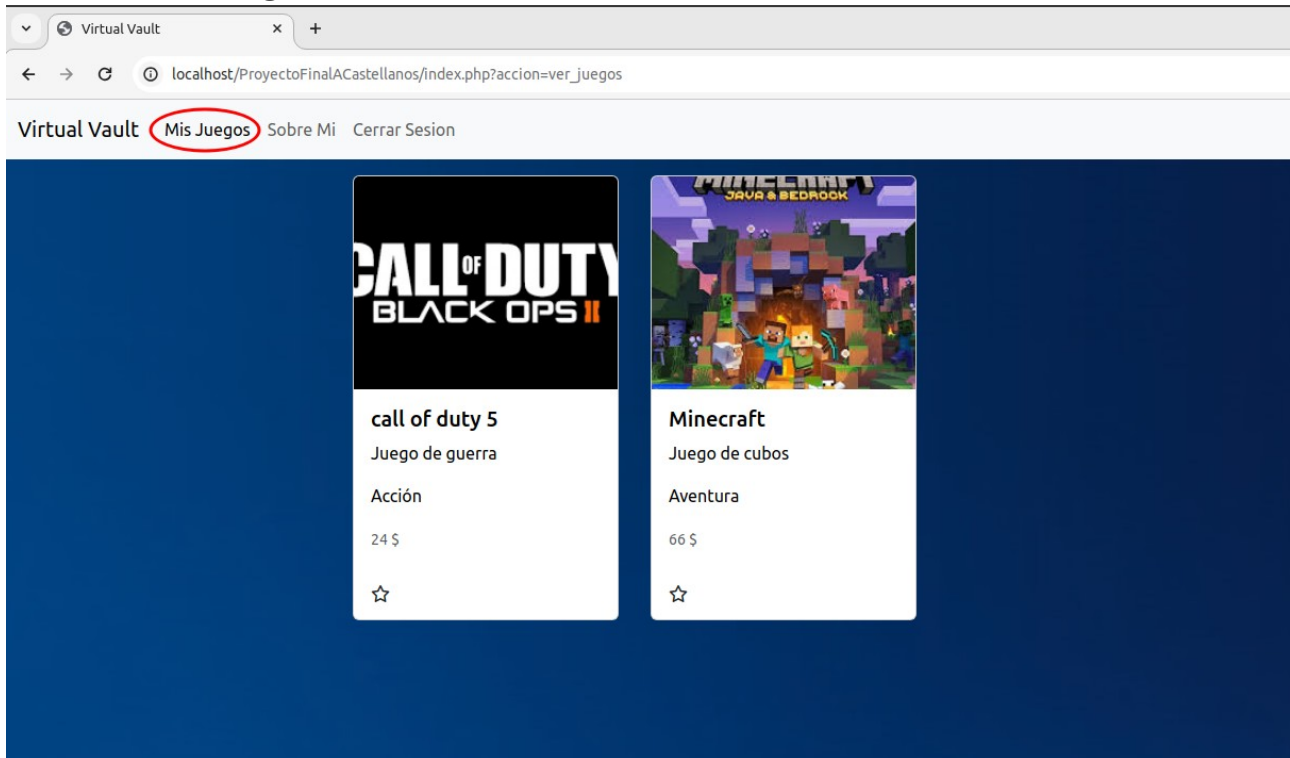 Virtual Vault
localhost/ProyectoFinalACastellanos/index.php?accion=ver_juegos
Virtual Vault Mis Juegos Sobre Mi Cerrar Sesion
CALL OF DUTY
BLACK OPS II
MINECRAFT
JAVA & BEDROCK
call of duty 5
Juego de guerra
Acción
24 $
Minecraft
Juego de cubos
Aventura
66 $